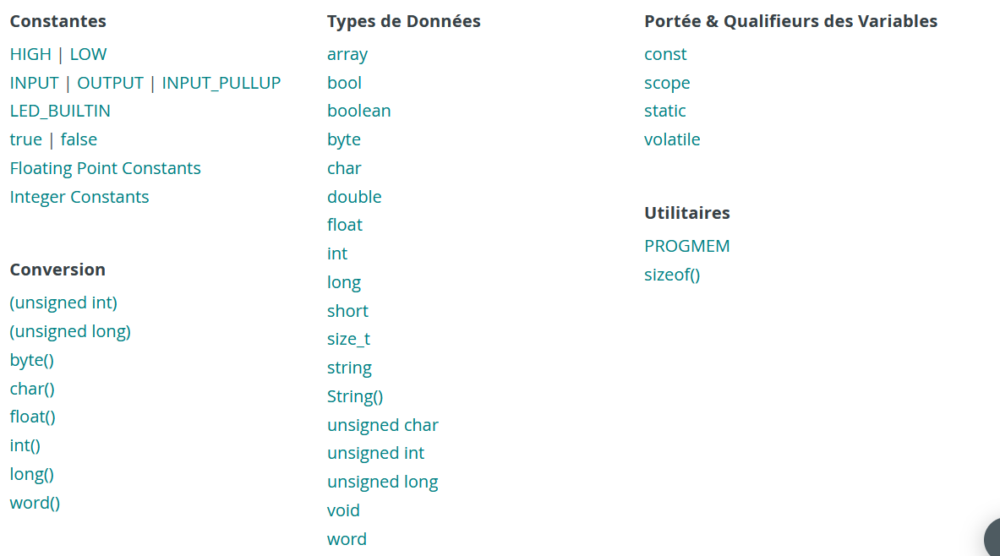 Constantes
HIGH | LOW
INPUT | OUTPUT | INPUT_PULLUP
LED_BUILTIN
true | false
Floating Point Constants
Integer Constants
Conversion
(unsigned int)
(unsigned long)
byte()
char()
float()
int()
long()
word()
Types de Données
array
bool
boolean
byte
char
double
float
int
long
short
size_t
string
String()
unsigned char
unsigned int
unsigned long
void
word
Portée & Qualifieurs des Variables
const
scope
static
volatile
Utilitaires
PROGMEM
sizeof()